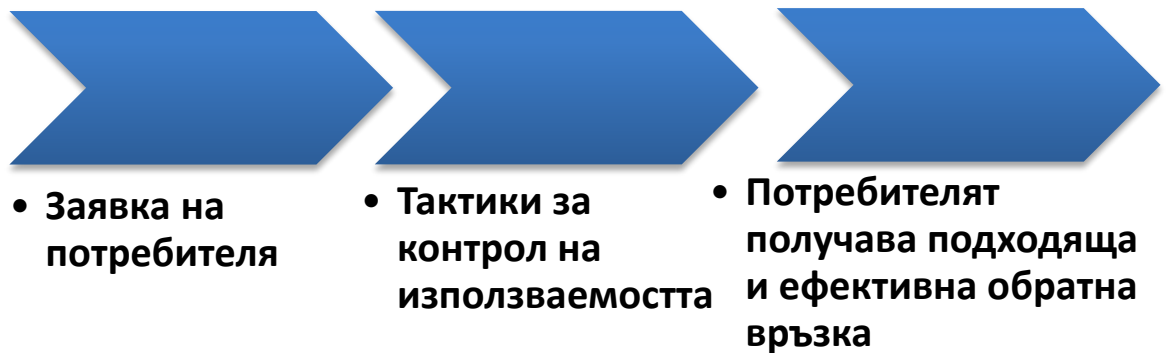 • Заявка на
потребителя
• Тактики за
контрол на
използваемостта
• Потребителят
получава подходяща
и ефективна обратна
връзка